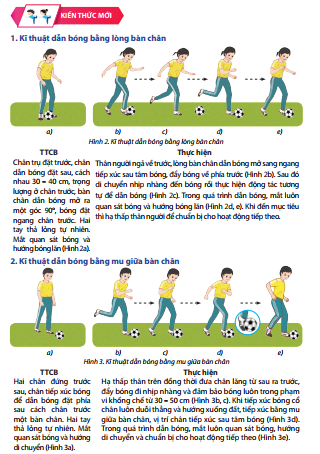 KIẾN THỨC MỚI
1. Kĩ thuật dẫn bóng bằng lòng bàn chân
a)
b)
c)
d)
e)
Hình 2. Kĩ thuật dẫn bóng bằng lòng bàn chân
TTCB
Chân trụ đặt trước, chân
dẫn bóng đặt sau, cách
nhau 30 – 40 cm, trọng
lượng ở chân trước, bàn
chân dẫn bóng mở ra
một góc 90°, bóng đặt
ngang chân trước. Hai
tay thả lỏng tự nhiên.
Mắt quan sát bóng và
hướng bóng lăn (Hình 2a).
Thực hiện
Thân người ngả về trước, lòng bàn chân dẫn bóng mở sang ngang
tiếp xúc sau tâm bóng, đẩy bóng về phía trước (Hình 2b). Sau đó
di chuyển nhịp nhàng đến bóng rồi thực hiện động tác tương
tự để dẫn bóng (Hình 2c). Trong quá trình dẫn bóng, mắt luôn
quan sát bóng và hướng bóng lăn (Hình 2d, e). Khi đến mục tiêu
thì hạ thấp thân người để chuẩn bị cho hoạt động tiếp theo.
2. Kĩ thuật dẫn bóng bằng mu giữa bàn chân
a)
b)
c)
d)
e)
Hình 3. Kĩ thuật dẫn bóng bằng mu giữa bàn chân
TTCB
Hai chân đứng trước
sau, chân tiếp xúc bóng
để dẫn bóng đặt phía
sau cách chân trước
một bàn chân. Hai tay
thả lỏng tự nhiên. Mắt
quan sát bóng và hướng
di chuyển (Hình 3a).
Thực hiện
Hạ thấp thân trên đồng thời đưa chân lăng từ sau ra trước,
đẩy bóng đi nhịp nhàng và đảm bảo bóng luôn trong phạm
vi khống chế từ 30 – 50 cm (Hình 3b, c). Khi tiếp xúc bóng cổ
chân luôn duỗi thẳng và hướng xuống đất, tiếp xúc bằng mu
giữa bàn chân, vị trí chân tiếp xúc sau tâm bóng (Hình 3d).
Trong quá trình dẫn bóng, mắt luôn quan sát bóng, hướng
di chuyển và chuẩn bị cho hoạt động tiếp theo (Hình 3e).